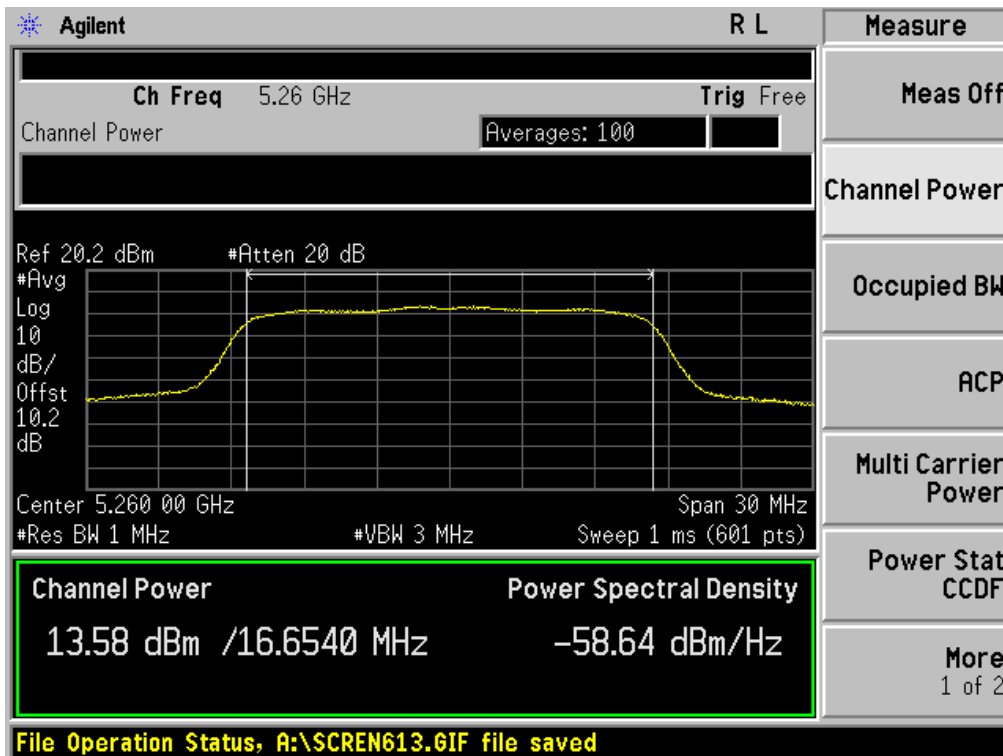 Agilent R L
Ch Freq 5.26 GHz Trig Free
Channel Power Averages: 100
Ref 20.2 dBm #Atten 20 dB
#Avg
Log
10
dB/
Offst
10.2
dB
Center 5.260 00 GHz Span 30 MHz
#Res BW 1 MHz #VBW 3 MHz Sweep 1 ms (601 pts)
Channel Power Power Spectral Density
13.58 dBm /16.6540 MHz -58.64 dBm/Hz
File Operation Status, A:\SCREN613.GIF file saved
Measure
Meas Off
Channel Power
Occupied BW
ACP
Multi Carrier
Power
Power Stat
CCDF
More
1 of 2